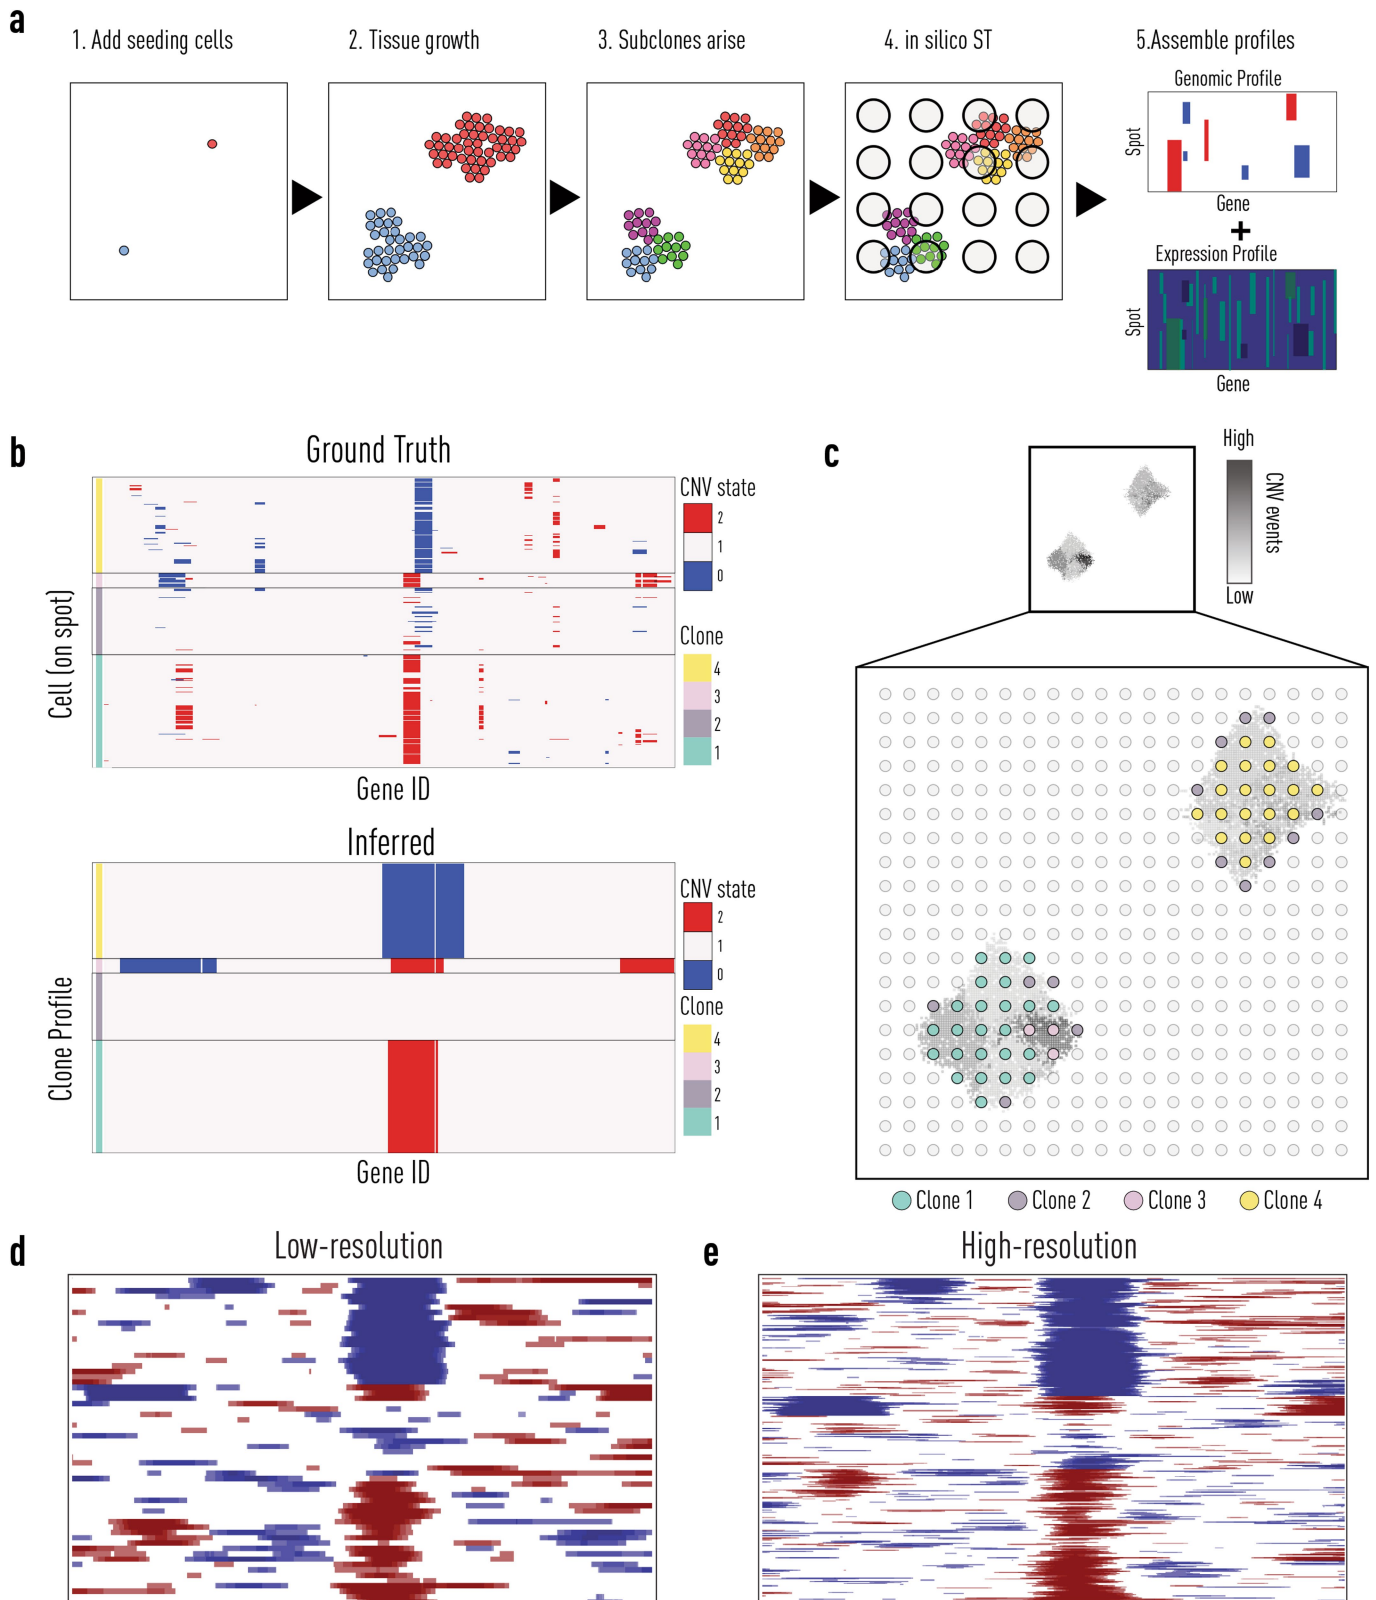 a
1. Add seeding cells
2. Tissue growth
3. Subclones arise
4. in silico ST
5.Assemble profiles
Genomic Profile
Spot
Gene
+
Expression Profile
Spot
Gene
b
Ground Truth
Cell (on spot)
Gene ID
CNV state
2
1
0
Clone
4
3
2
1
Inferred
Clone Profile
Gene ID
CNV state
2
1
0
Clone
4
3
2
1
c
High
CNV events
Low
Clone 1
Clone 2
Clone 3
Clone 4
d
Low-resolution
e
High-resolution